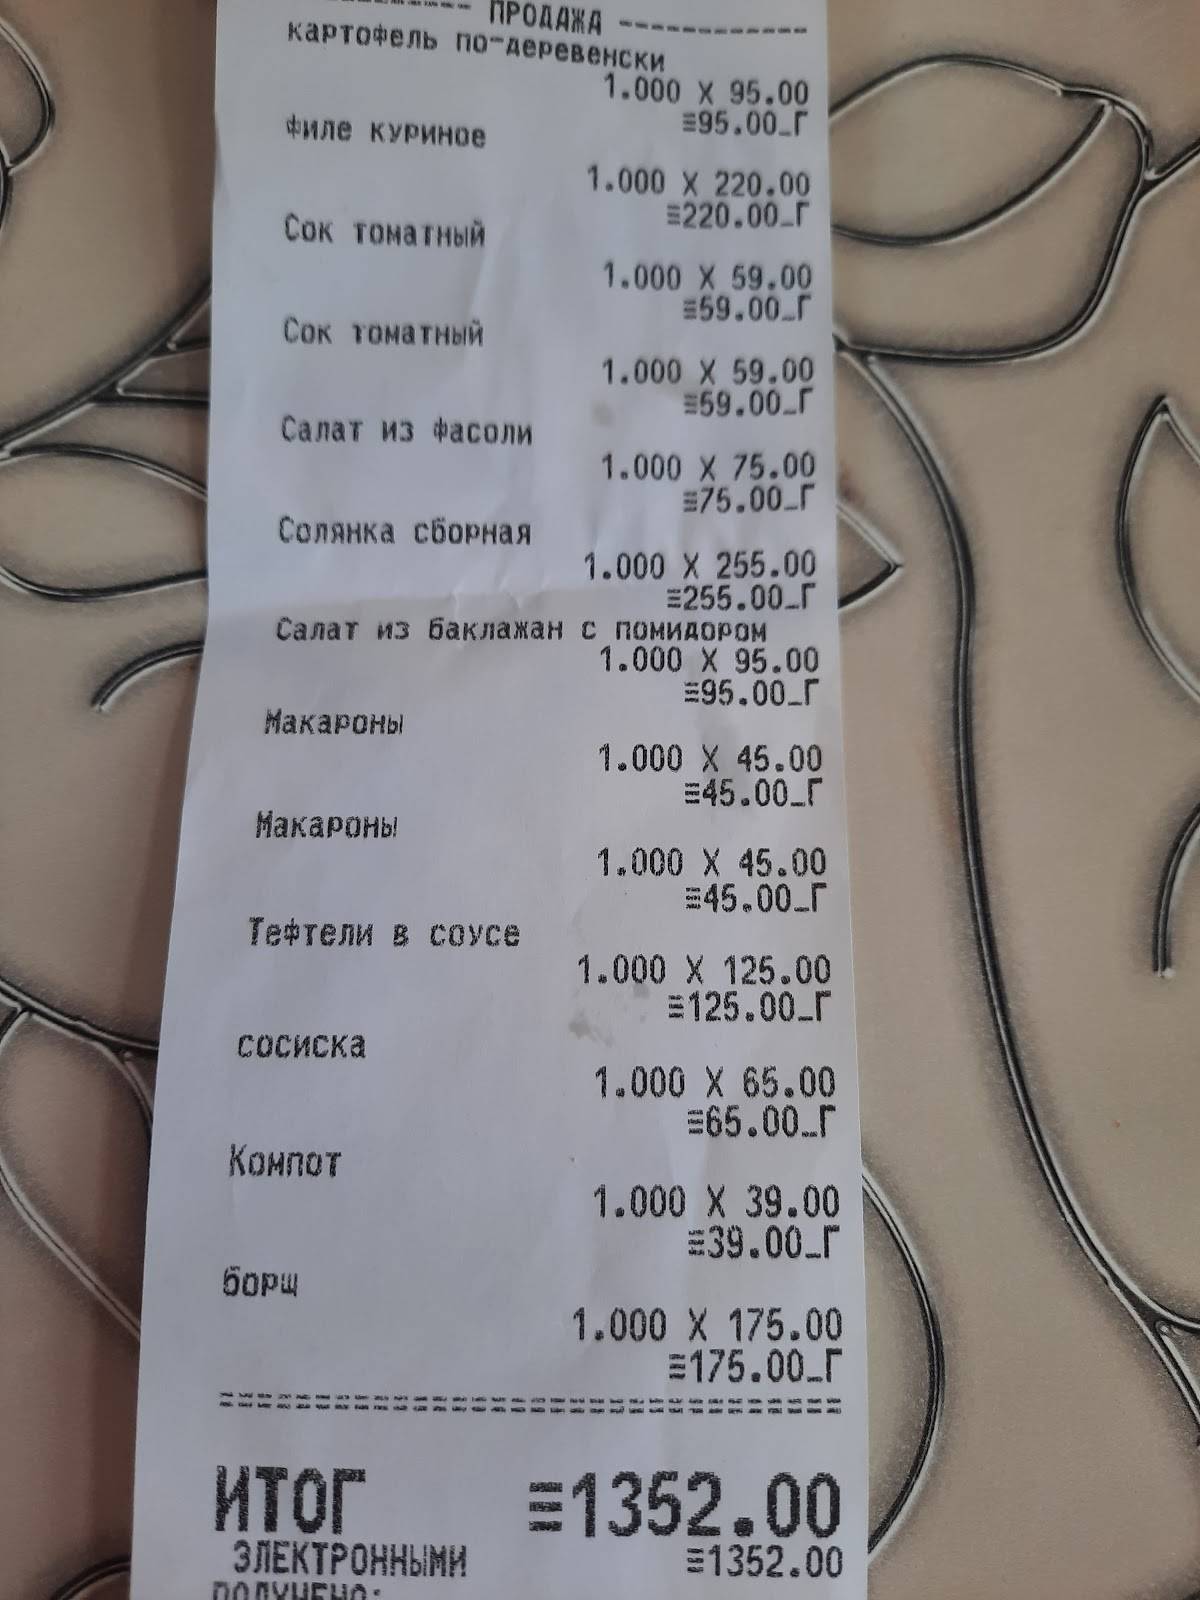 ---------- ПРОДАЖА ------------
картофель по-деревенски
1.000 X 95.00
≡95.00_Г
Филе куриное
1.000 X 220.00
≡220.00_Г
Сок томатный
1.000 X 59.00
≡59.00_Г
Сок томатный
1.000 X 59.00
≡59.00_Г
Салат из фасоли
1.000 X 75.00
≡75.00_Г
Солянка сборная
1.000 X 255.00
≡255.00_Г
Салат из баклажан с помидором
1.000 X 95.00
≡95.00_Г
Макароны
1.000 X 45.00
≡45.00_Г
Макароны
1.000 X 45.00
≡45.00_Г
Тефтели в соусе
1.000 X 125.00
≡125.00_Г
сосиска
1.000 X 65.00
≡65.00_Г
Компот
1.000 X 39.00
≡39.00_Г
борщ
1.000 X 175.00
≡175.00_Г
ИТОГ ≡1352.00
ЭЛЕКТРОННЫМИ ≡1352.00
ПОЛУЧЕНО: